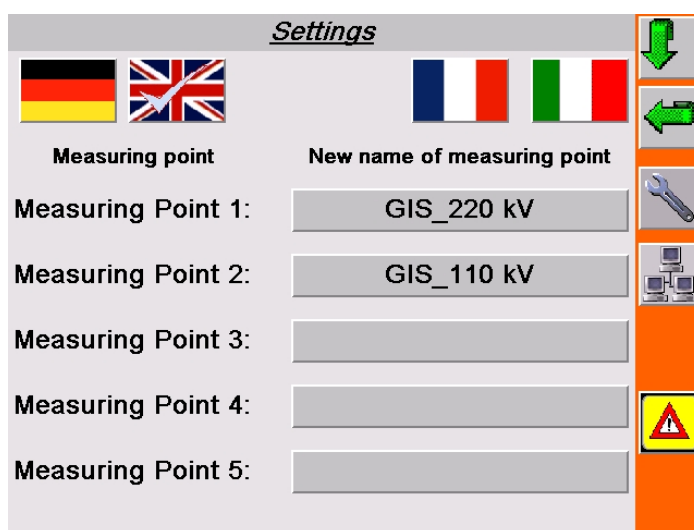 Settings
Measuring point New name of measuring point
Measuring Point 1: GIS_220 kV
Measuring Point 2: GIS_110 kV
Measuring Point 3:
Measuring Point 4:
Measuring Point 5: